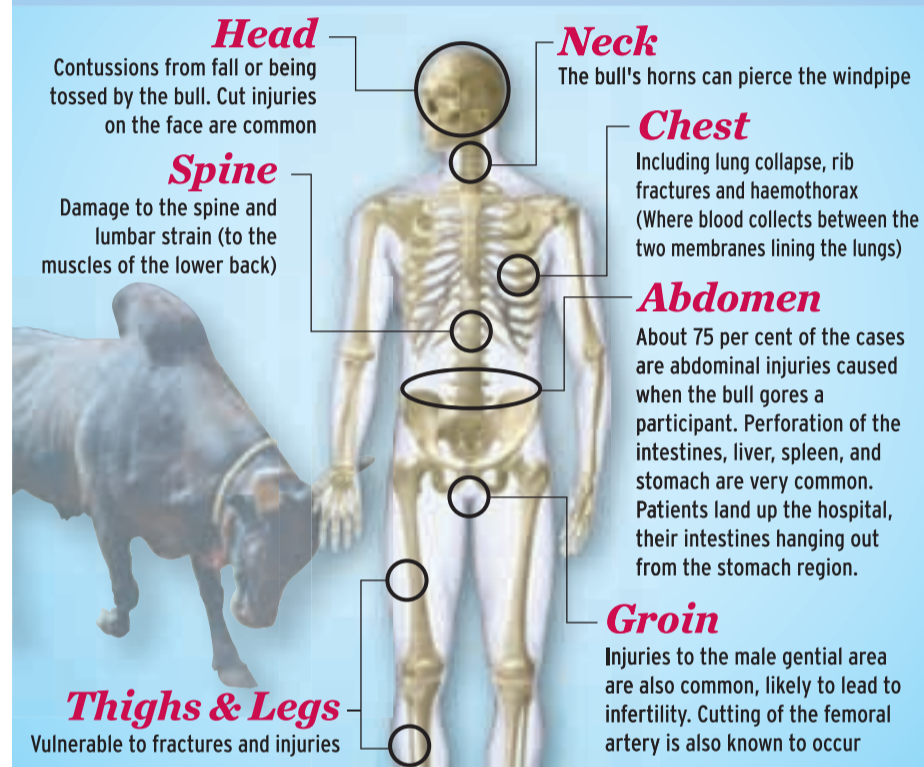 Head
Contussions from fall or being
tossed by the bull. Cut injuries
on the face are common
Neck
The bull's horns can pierce the windpipe
Spine
Damage to the spine and
lumbar strain (to the
muscles of the lower back)
Chest
Including lung collapse, rib
fractures and haemothorax
(Where blood collects between the
two membranes lining the lungs)
Abdomen
About 75 per cent of the cases
are abdominal injuries caused
when the bull gores a
participant. Perforation of the
intestines, liver, spleen, and
stomach are very common.
Patients land up the hospital,
their intestines hanging out
from the stomach region.
Groin
Injuries to the male gential area
are also common, likely to lead to
infertility. Cutting of the femoral
artery is also known to occur
Thighs & Legs
Vulnerable to fractures and injuries